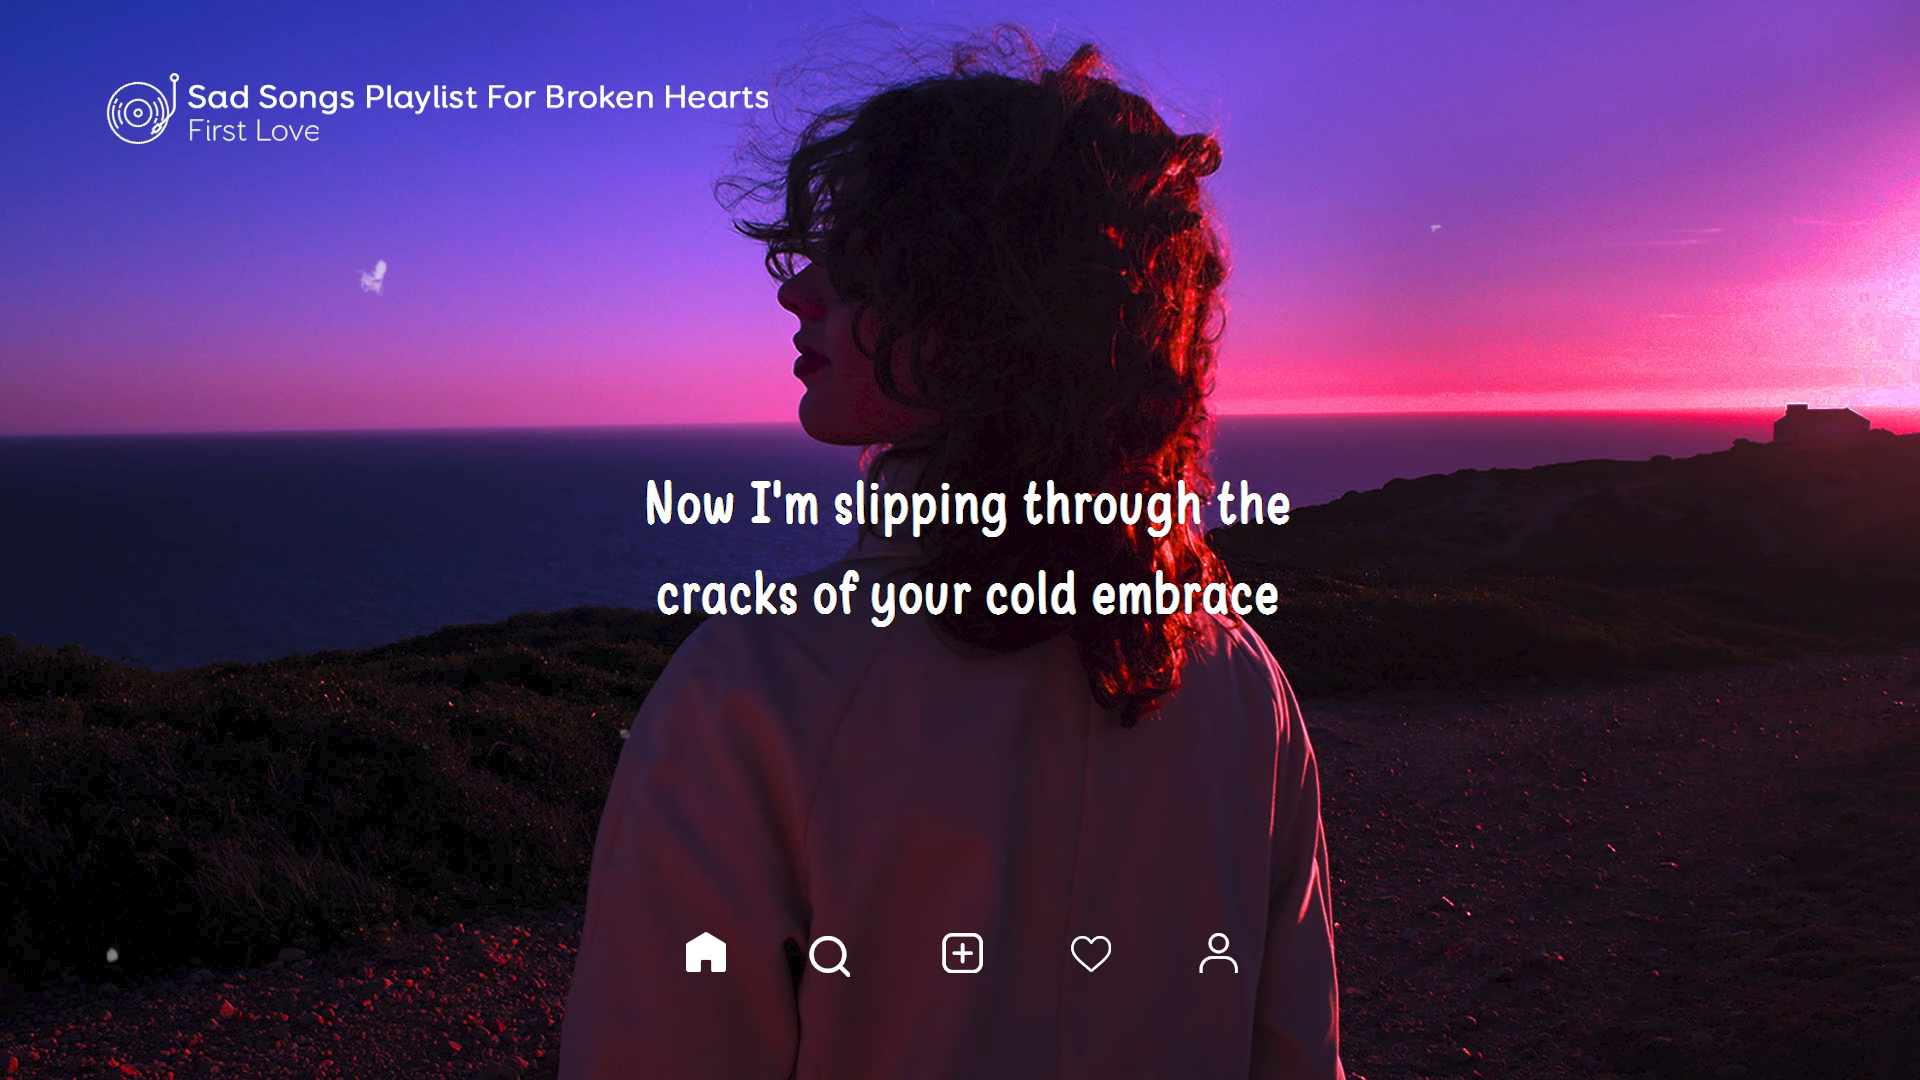 Sad Songs Playlist For Broken Hearts
First Love
Now I'm slipping through the
cracks of your cold embrace